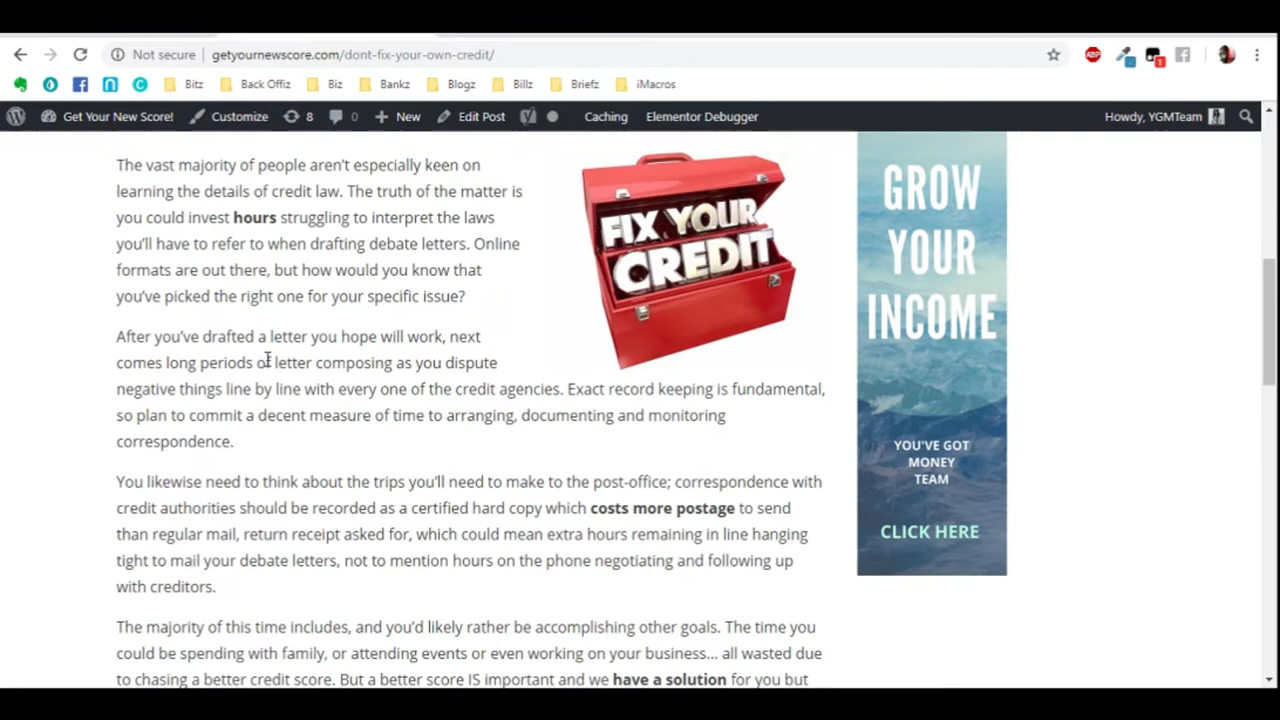 Not secure getyournewscore.com/dont-fix-your-own-credit/
ABP
1
Bitz Back Offiz Biz Bankz Blogz Billz Briefz iMacros
Get Your New Score! Customize 8 0 New Edit Post Caching Elementor Debugger Howdy, YGMTeam
The vast majority of people aren't especially keen on
learning the details of credit law. The truth of the matter is
you could invest hours struggling to interpret the laws
you'll have to refer to when drafting debate letters. Online
formats are out there, but how would you know that
you've picked the right one for your specific issue?
FIX YOUR
CREDIT
After you've drafted a letter you hope will work, next
comes long periods of letter composing as you dispute
negative things line by line with every one of the credit agencies. Exact record keeping is fundamental,
so plan to commit a decent measure of time to arranging, documenting and monitoring
correspondence.
You likewise need to think about the trips you'll need to make to the post-office; correspondence with
credit authorities should be recorded as a certified hard copy which costs more postage to send
than regular mail, return receipt asked for, which could mean extra hours remaining in line hanging
tight to mail your debate letters, not to mention hours on the phone negotiating and following up
with creditors.
The majority of this time includes, and you'd likely rather be accomplishing other goals. The time you
could be spending with family, or attending events or even working on your business... all wasted due
to chasing a better credit score. But a better score IS important and we have a solution for you but
GROW
YOUR
INCOME
YOU'VE GOT
MONEY
TEAM
CLICK HERE